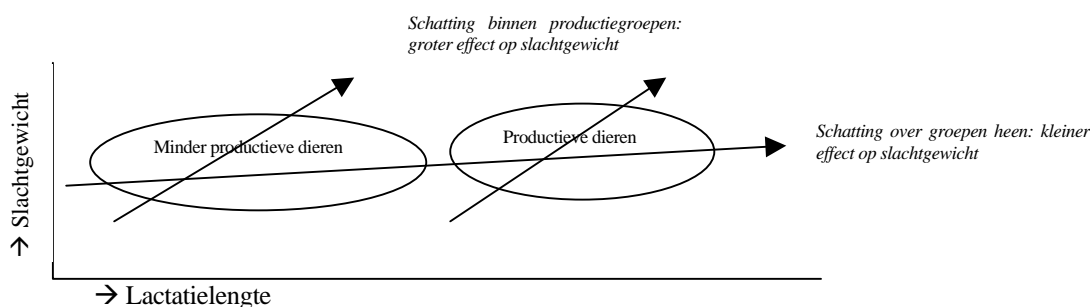 Schatting binnen productiegroepen:
groter effect op slachtgewicht
→ Slachtgewicht
Minder productieve dieren
Productieve dieren
Schatting over groepen heen: kleiner
effect op slachtgewicht
→ Lactatielengte